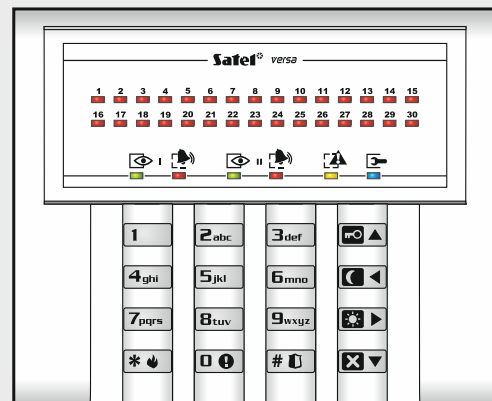 Satel versa
1 2 3 4 5 6 7 8 9 10 11 12 13 14 15
16 17 18 19 20 21 22 23 24 25 26 27 28 29 30
I II
1 2abc 3def
4ghi 5jkl 6mno
7pqrs 8tuv 9wxyz
* 0 #